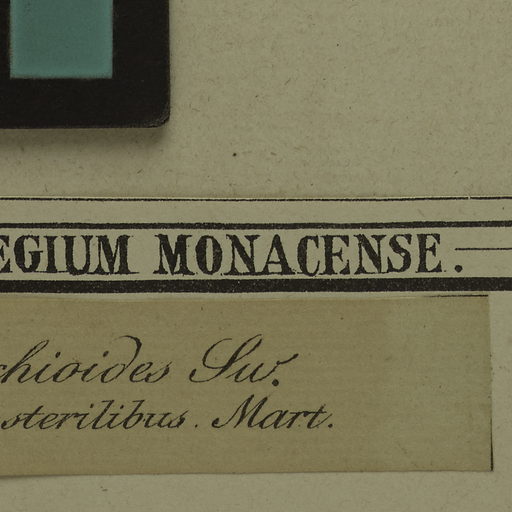 EGIUM MONACENSE.
chioides Sw.
sterilibus. Mart.